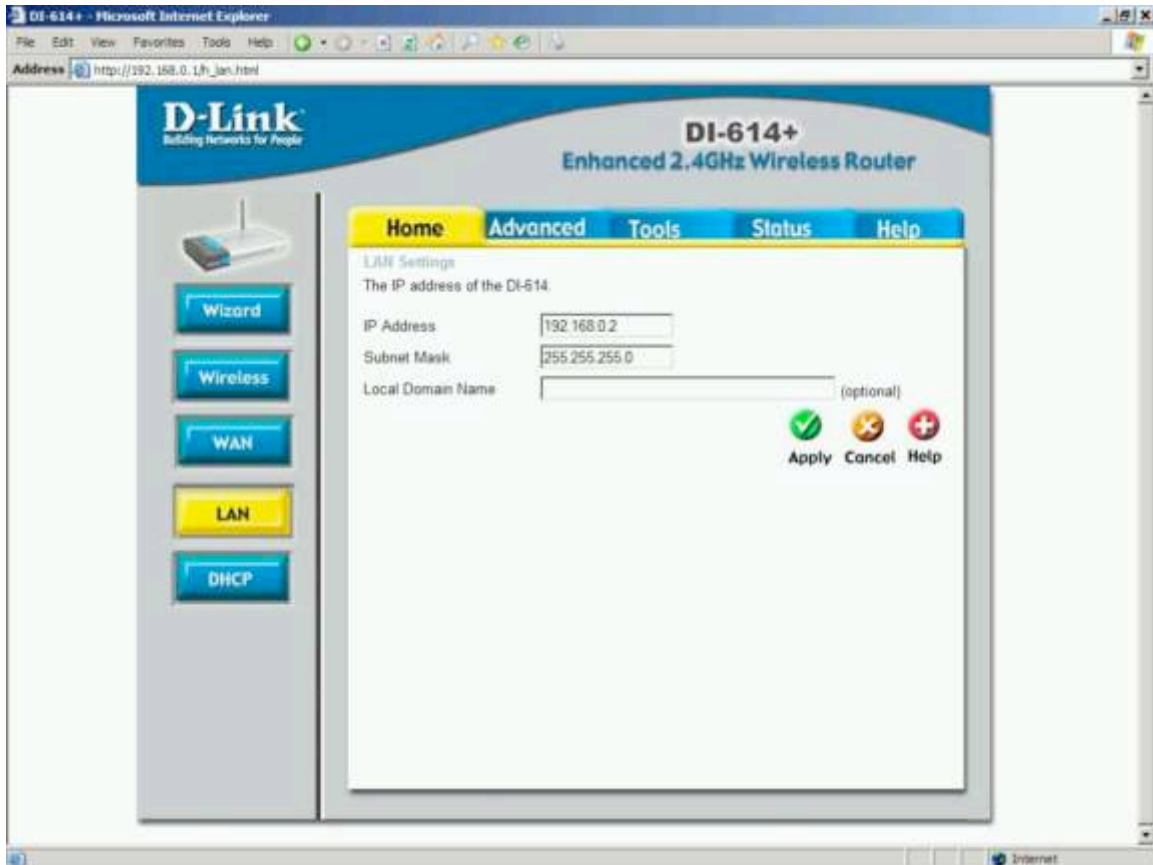 DI-614+ - Microsoft Internet Explorer
File Edit View Favorites Tools Help
Address http://192.168.0.1/h_lan.html
D-Link
Building Networks for People
DI-614+
Enhanced 2.4GHz Wireless Router
Home Advanced Tools Status Help
LAN Settings
The IP address of the DI-614.
IP Address 192.168.0.2
Subnet Mask 255.255.255.0
Local Domain Name (optional)
Apply Cancel Help
Wizard
Wireless
WAN
LAN
DHCP
Internet